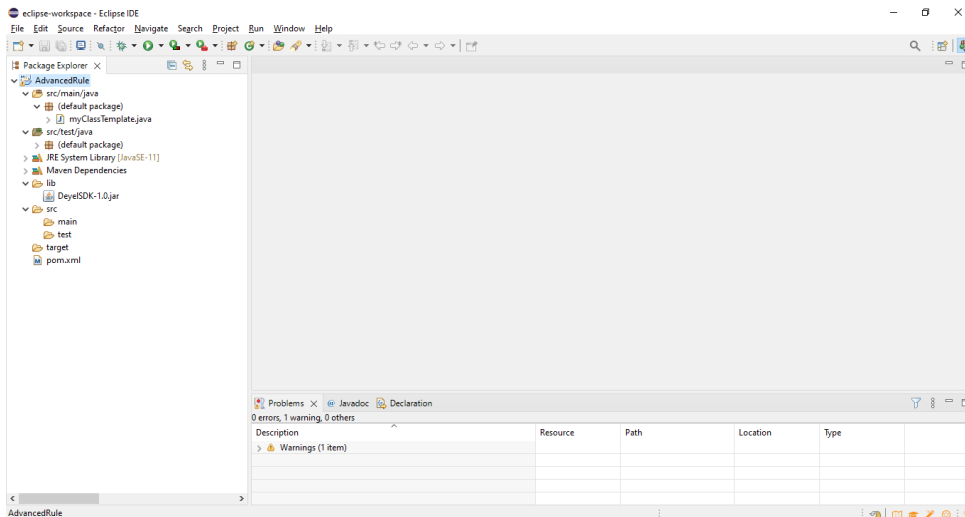 eclipse-workspace - Eclipse IDE
File Edit Source Refactor Navigate Search Project Run Window Help
Package Explorer
AdvancedRule
src/main/java
(default package)
myClassTemplate.java
src/test/java
(default package)
JRE System Library [JavaSE-11]
Maven Dependencies
lib
DeyelSDK-1.0.jar
src
main
test
target
pom.xml
Problems Javadoc Declaration
0 errors, 1 warning, 0 others
Description Resource Path Location Type
Warnings (1 item)
AdvancedRule